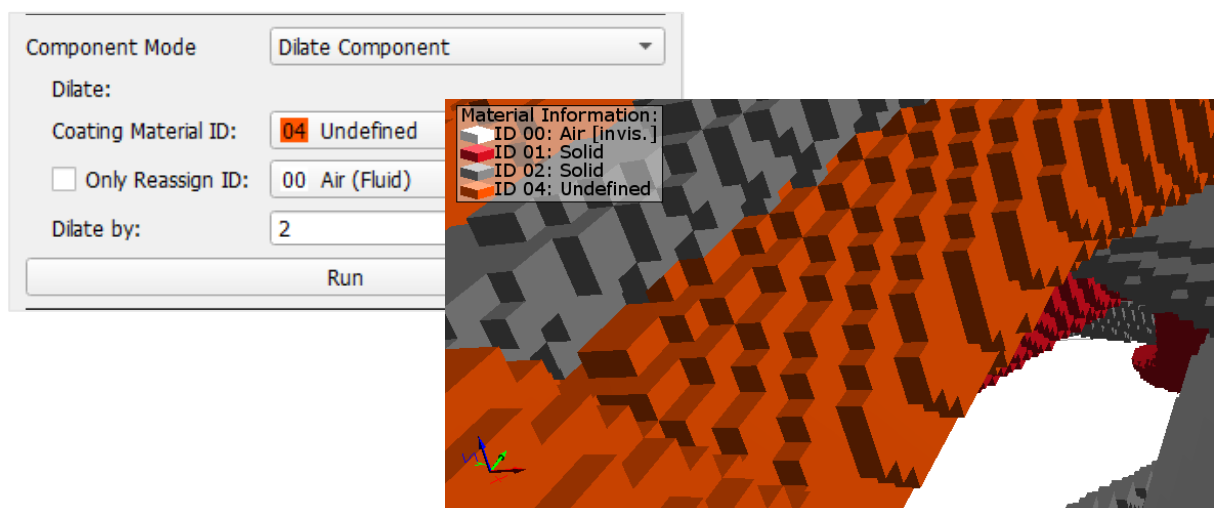 Component Mode Dilate Component
Dilate:
Coating Material ID: 04 Undefined
Only Reassign ID: 00 Air (Fluid)
Dilate by: 2
Run
Material Information:
ID 00: Air [invis.]
ID 01: Solid
ID 02: Solid
ID 04: Undefined